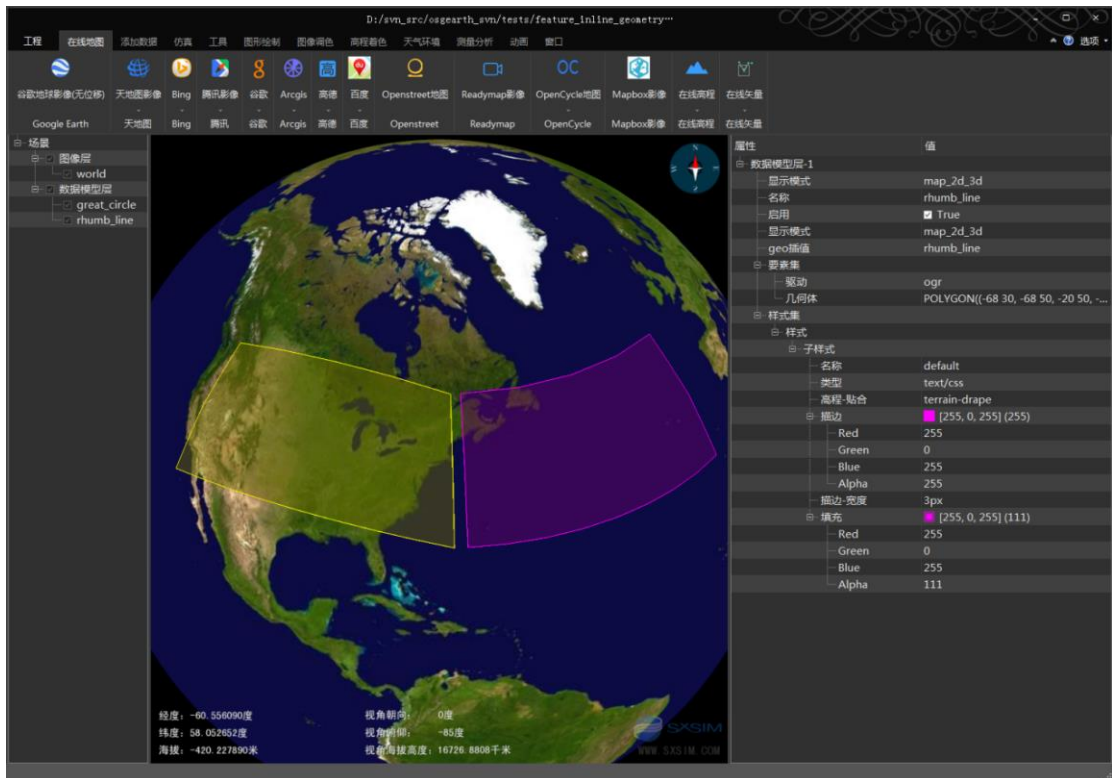 D:/svn_src/osgearth_svn/tests/feature_inline_geometry…
工程 在线地图 添加数据 仿真 工具 图形绘制 图像调色 高程着色 天气环境 测量分析 动画 窗口 选项
谷歌地球影像(无位移) 天地图影像 Bing 腾讯影像 谷歌 Arcgis 高德 百度 Openstreet地图 Readymap影像 OpenCycle地图 Mapbox影像 在线高程 在线矢量
Google Earth 天地图 Bing 腾讯 谷歌 Arcgis 高德 百度 Openstreet Readymap OpenCycle Mapbox影像 在线高程 在线矢量
场景
图像层
world
数据模型层
great_circle
rhumb_line
N
经度: -60.556090度
纬度: 58.052652度
海拔: -420.227890米
视角朝向: 0度
视角俯仰: -85度
视角海拔高度: 16726.8808千米
SXSIM
WWW.SXSIM.COM
属性 值
数据模型层-1
显示模式 map_2d_3d
名称 rhumb_line
启用 True
显示模式 map_2d_3d
geo插值 rhumb_line
要素集
驱动 ogr
几何体 POLYGON((-68 30, -68 50, -20 50, -...
样式集
样式
子样式
名称 default
类型 text/css
高程-贴合 terrain-drape
描边 [255, 0, 255] (255)
Red 255
Green 0
Blue 255
Alpha 255
描边-宽度 3px
填充 [255, 0, 255] (111)
Red 255
Green 0
Blue 255
Alpha 111